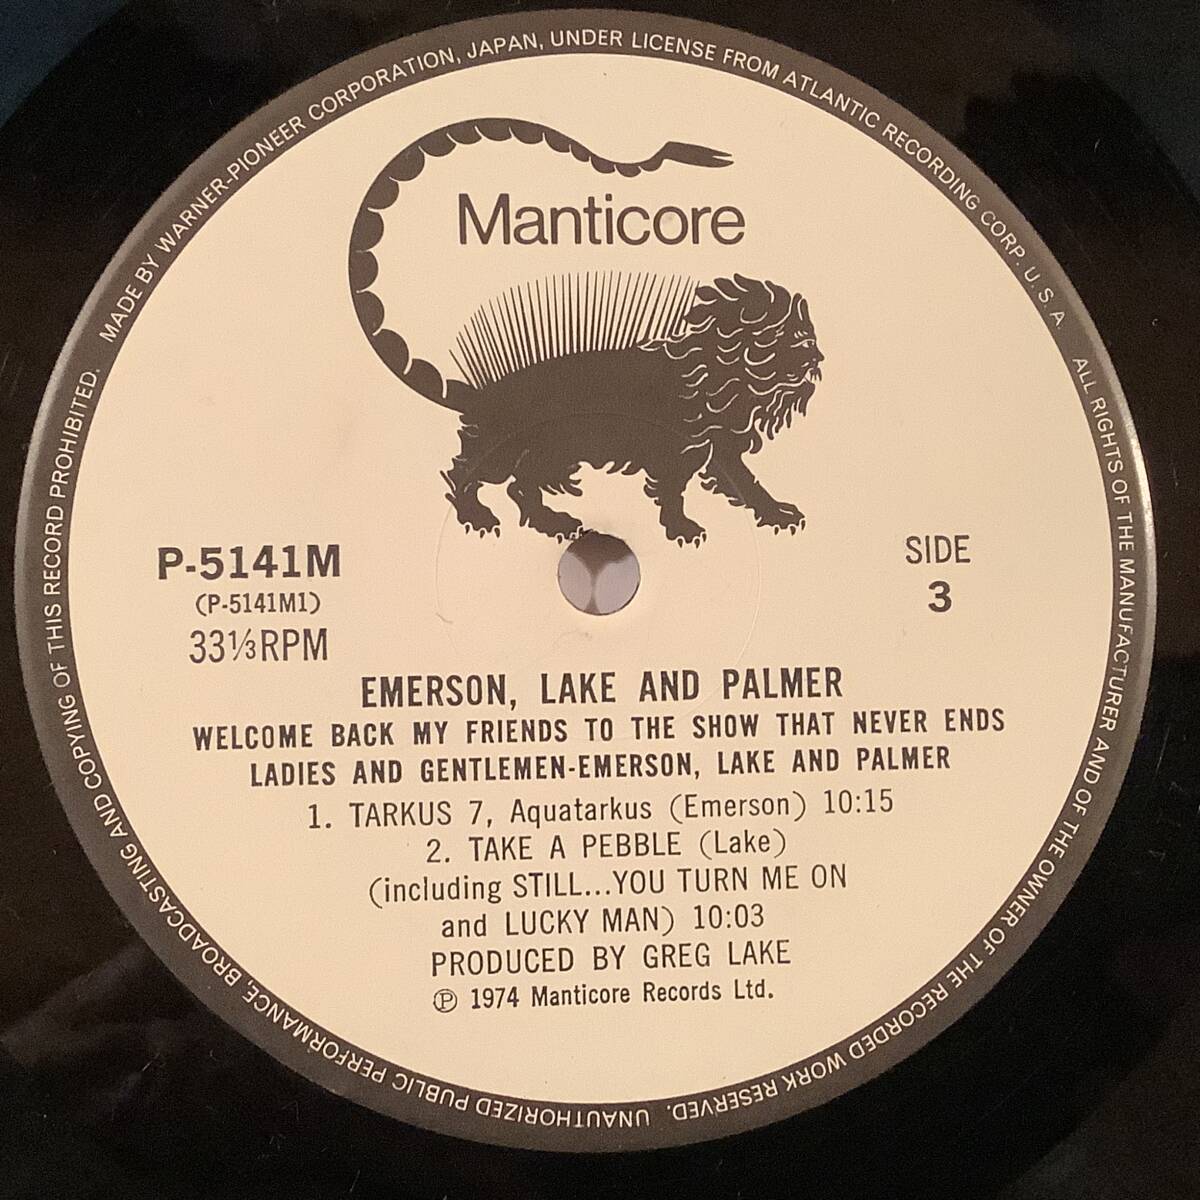 MADE BY WARNER-PIONEER CORPORATION, JAPAN, UNDER LICENSE FROM ATLANTIC RECORDING CORP. U.S.A.
ALL RIGHTS OF THE MANUFACTURER AND OF THE OWNER OF THE RECORDED WORK RESERVED.
UNAUTHORIZED PUBLIC PERFORMANCE, BROADCASTING AND COPYING OF THIS RECORD PROHIBITED.
Manticore
P-5141M
(P-5141M1)
33⅓RPM
SIDE
3
EMERSON, LAKE AND PALMER
WELCOME BACK MY FRIENDS TO THE SHOW THAT NEVER ENDS
LADIES AND GENTLEMEN-EMERSON, LAKE AND PALMER
1. TARKUS 7, Aquatarkus (Emerson) 10:15
2. TAKE A PEBBLE (Lake)
(including STILL...YOU TURN ME ON
and LUCKY MAN) 10:03
PRODUCED BY GREG LAKE
℗ 1974 Manticore Records Ltd.